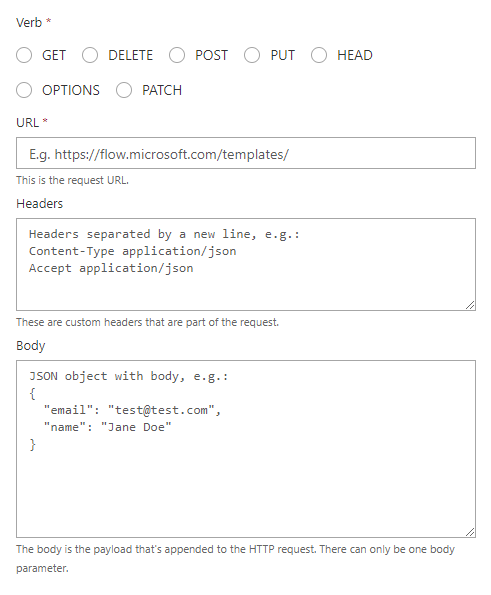 Verb *
GET DELETE POST PUT HEAD
OPTIONS PATCH
URL *
E.g. https://flow.microsoft.com/templates/
This is the request URL.
Headers
Headers separated by a new line, e.g.:
Content-Type application/json
Accept application/json
These are custom headers that are part of the request.
Body
JSON object with body, e.g.:
{
"email": "test@test.com",
"name": "Jane Doe"
}
The body is the payload that's appended to the HTTP request. There can only be one body
parameter.